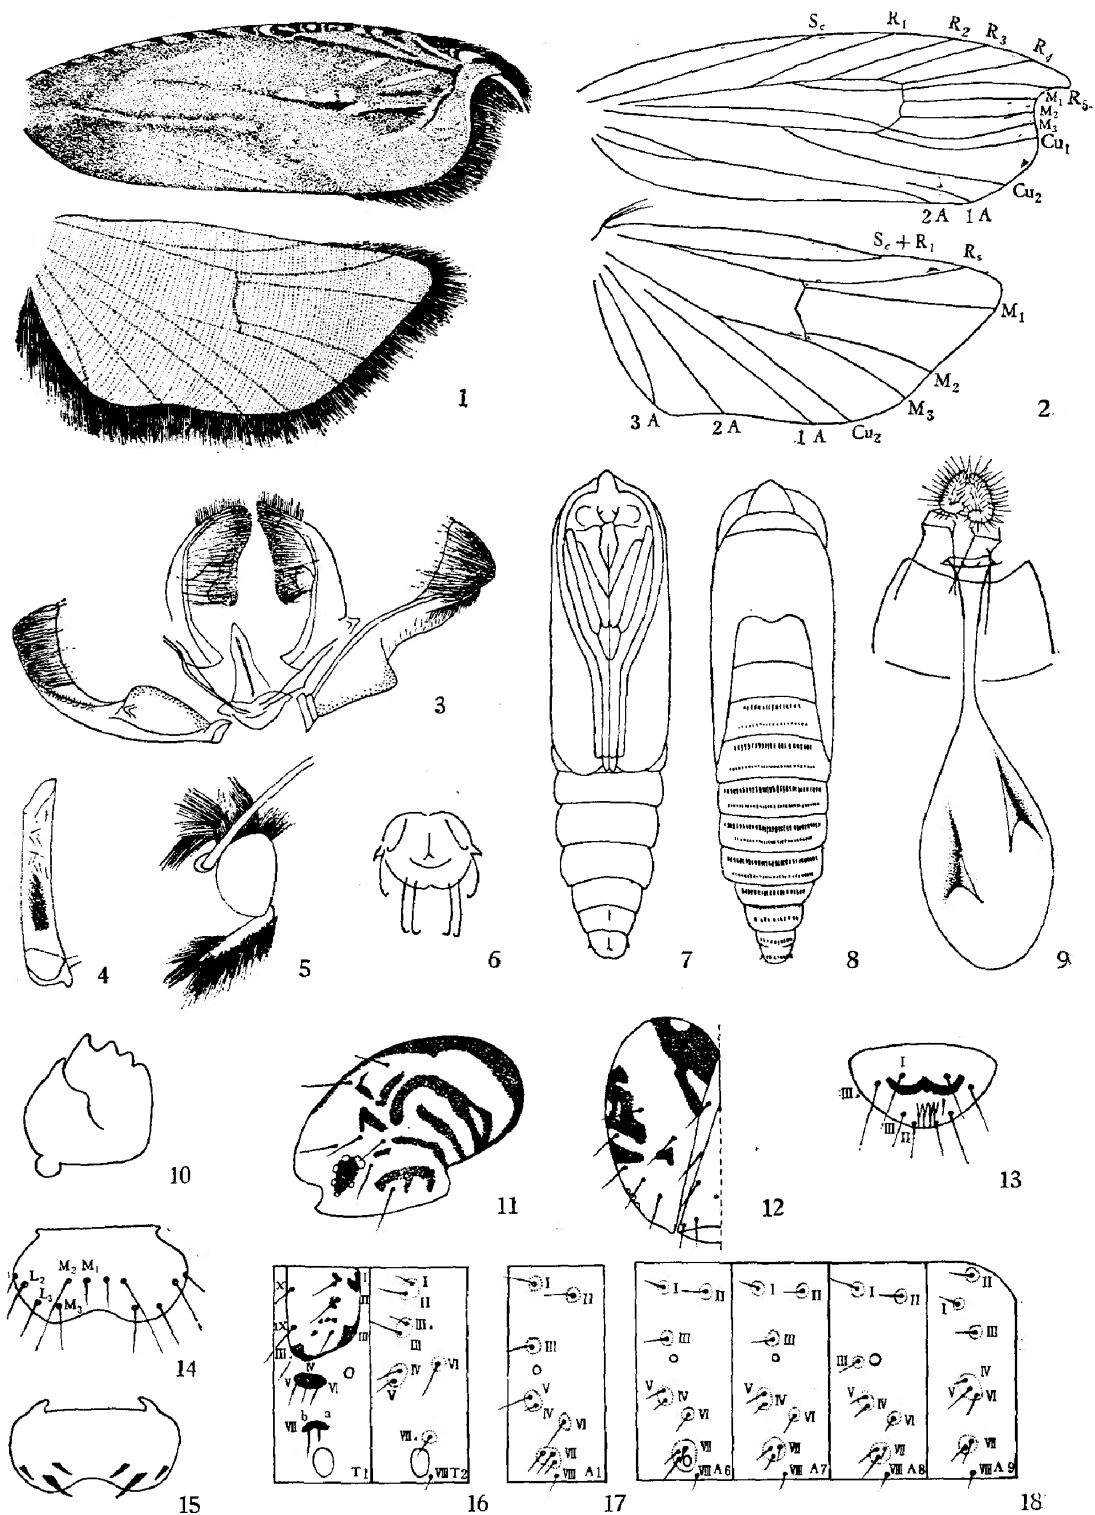 Sc R1 R2 R3 R4
R5
M1
M2
M3
Cu1
Cu2
2A 1A
1
Sc+R1 Rs
M1
M2
M3
2
3A 2A 1A Cu2
3
4 5 6 7 8 9
10 11 12 13
I
III
III II
L2 M2 M1
L3 M3
14
15
X I
II
IX III
III
V IV VI
VII b a
T1
I
II
III
III
IV
V VI
VII
VIII T2
16
I II
III
V
IV
VI
VII
VIII A1
17
I II
III
V IV
VI
VII
VIII A6
I II
III
V IV
VI
VII
VIII A7
I II
III
V IV
VI
VII
VIII A8
II
I
III
IV
V VI
VII
VIII A9
18